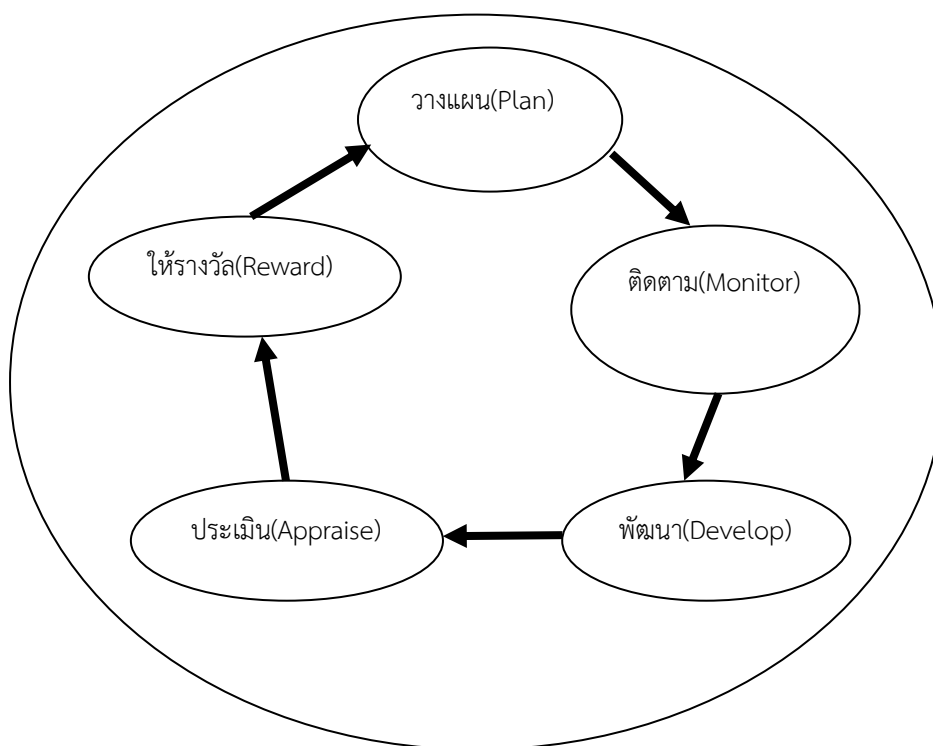 วางแผน(Plan)
ให้รางวัล(Reward)
ติดตาม(Monitor)
ประเมิน(Appraise)
พัฒนา(Develop)